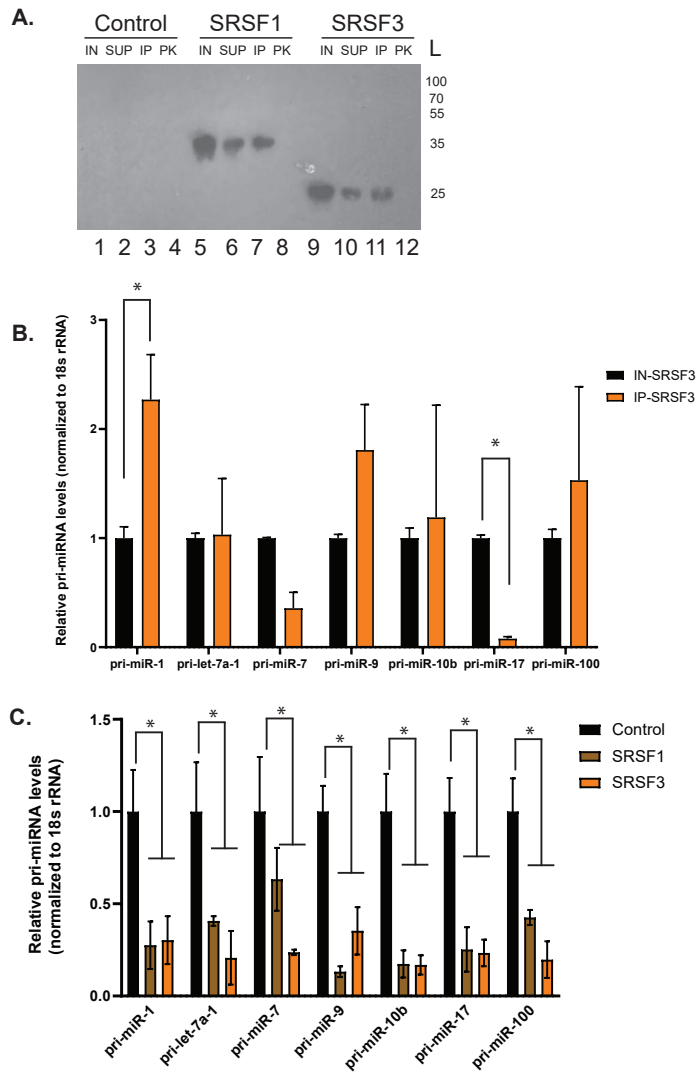 A.
Control SRSF1 SRSF3
IN SUP IP PK IN SUP IP PK IN SUP IP PK L
100
70
55
35
25
1 2 3 4 5 6 7 8 9 10 11 12
B.
Relative pri-miRNA levels (normalized to 18s rRNA)
3
2
1
0
*
*
IN-SRSF3
IP-SRSF3
pri-miR-1 pri-let-7a-1 pri-miR-7 pri-miR-9 pri-miR-10b pri-miR-17 pri-miR-100
C.
Relative pri-miRNA levels
(normalized to 18s rRNA)
1.5
1.0
0.5
0.0
* * * * * * *
Control
SRSF1
SRSF3
pri-miR-1 pri-let-7a-1 pri-miR-7 pri-miR-9 pri-miR-10b pri-miR-17 pri-miR-100